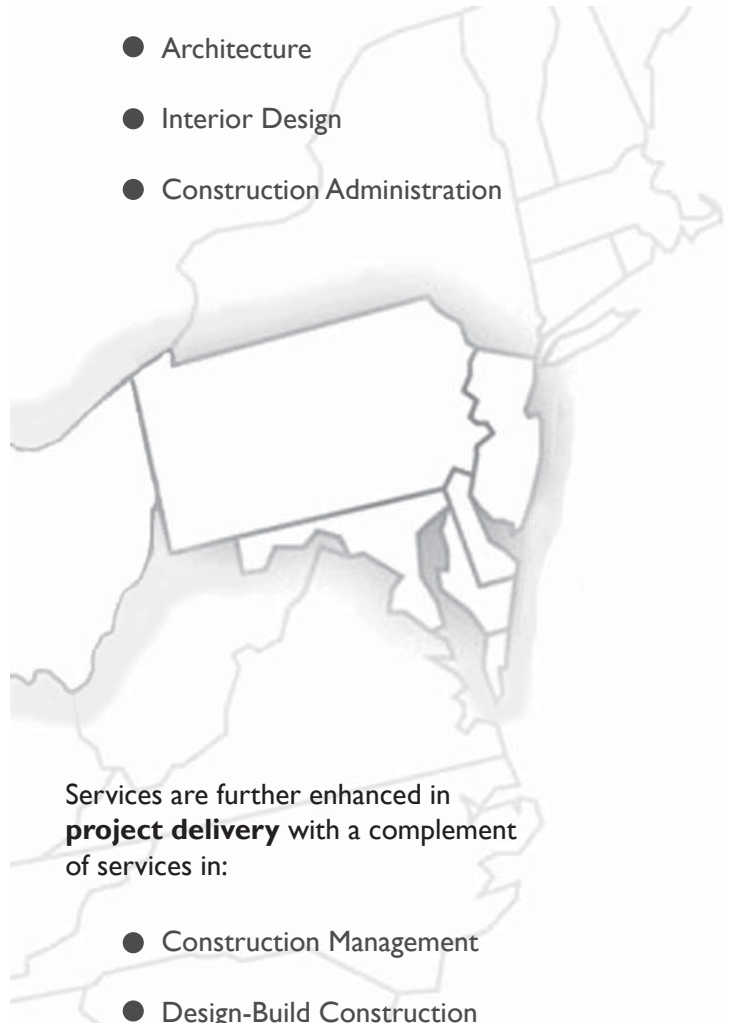 ● Architecture
● Interior Design
● Construction Administration
Services are further enhanced in
project delivery with a complement
of services in:
● Construction Management
● Design-Build Construction